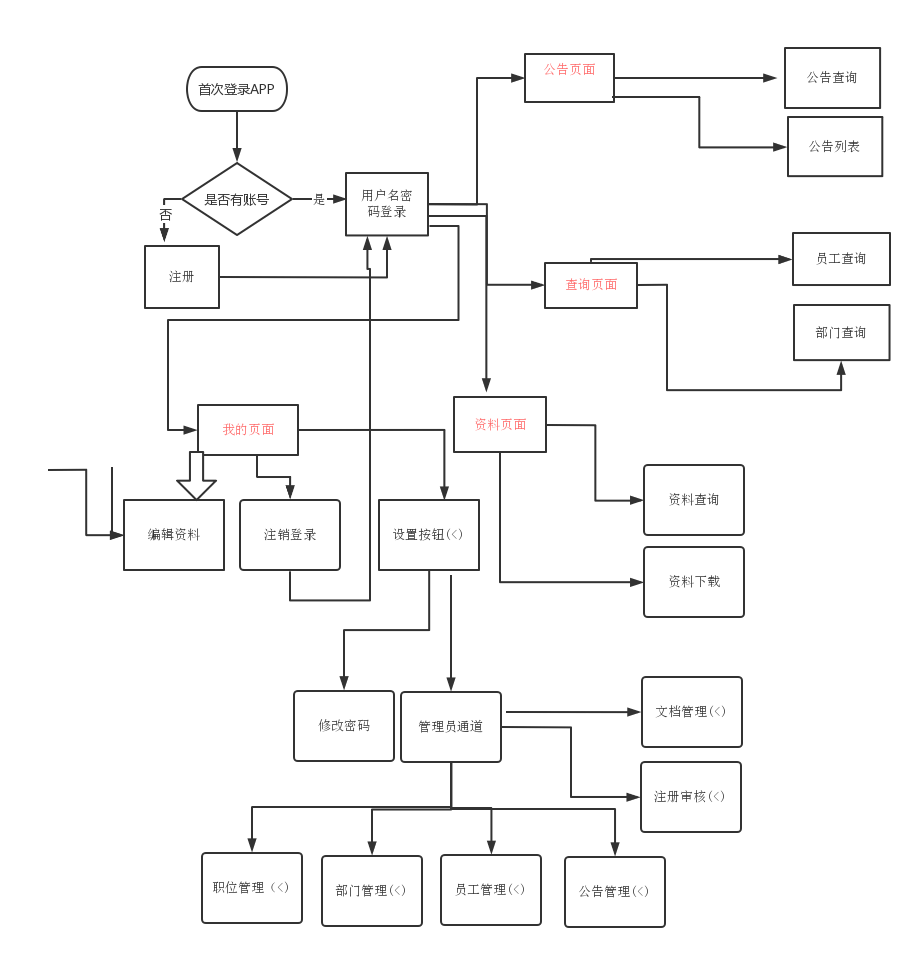 公告页面
公告查询
首次登录APP
公告列表
是否有账号
是
用户名密
码登录
否
注册
员工查询
查询页面
部门查询
我的页面
资料页面
资料查询
编辑资料
注销登录
设置按钮(<)
资料下载
修改密码
管理员通道
文档管理(<)
注册审核(<)
职位管理（<)
部门管理(<)
员工管理(<)
公告管理(<)